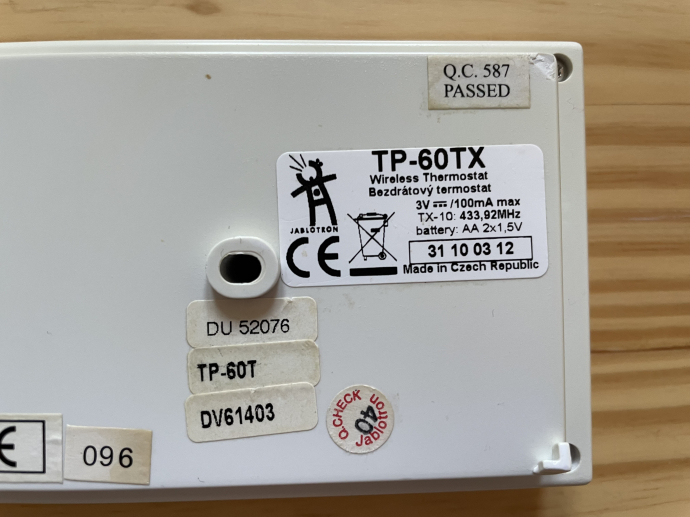 Q.C. 587
PASSED
TP-60TX
Wireless Thermostat
Bezdrátový termostat
3V ⎓ /100mA max
TX-10: 433,92MHz
battery: AA 2x1,5V
JABLOTRON
CE
31 10 03 12
Made in Czech Republic
DU 52076
TP-60T
DV61403
Q.CHECK
40
Jablotron
CE
096